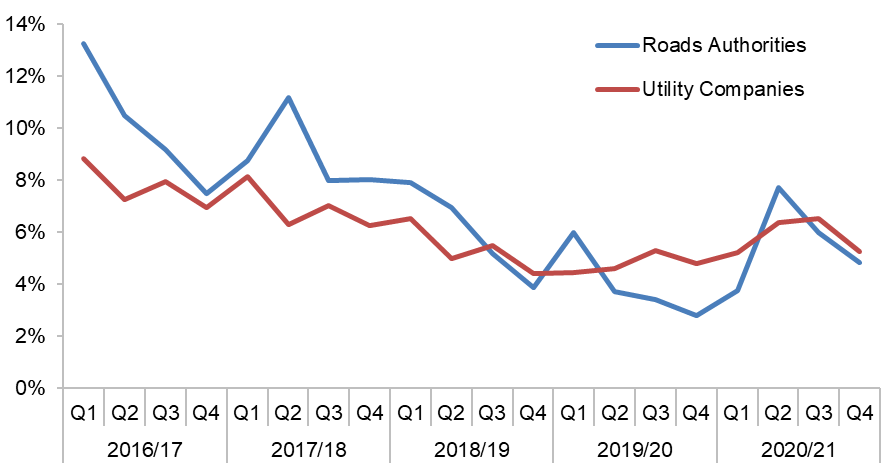 14%
12%
10%
8%
6%
4%
2%
0%
Roads Authorities
Utility Companies
Q1 Q2 Q3 Q4 Q1 Q2 Q3 Q4 Q1 Q2 Q3 Q4 Q1 Q2 Q3 Q4 Q1 Q2 Q3 Q4
2016/17 2017/18 2018/19 2019/20 2020/21